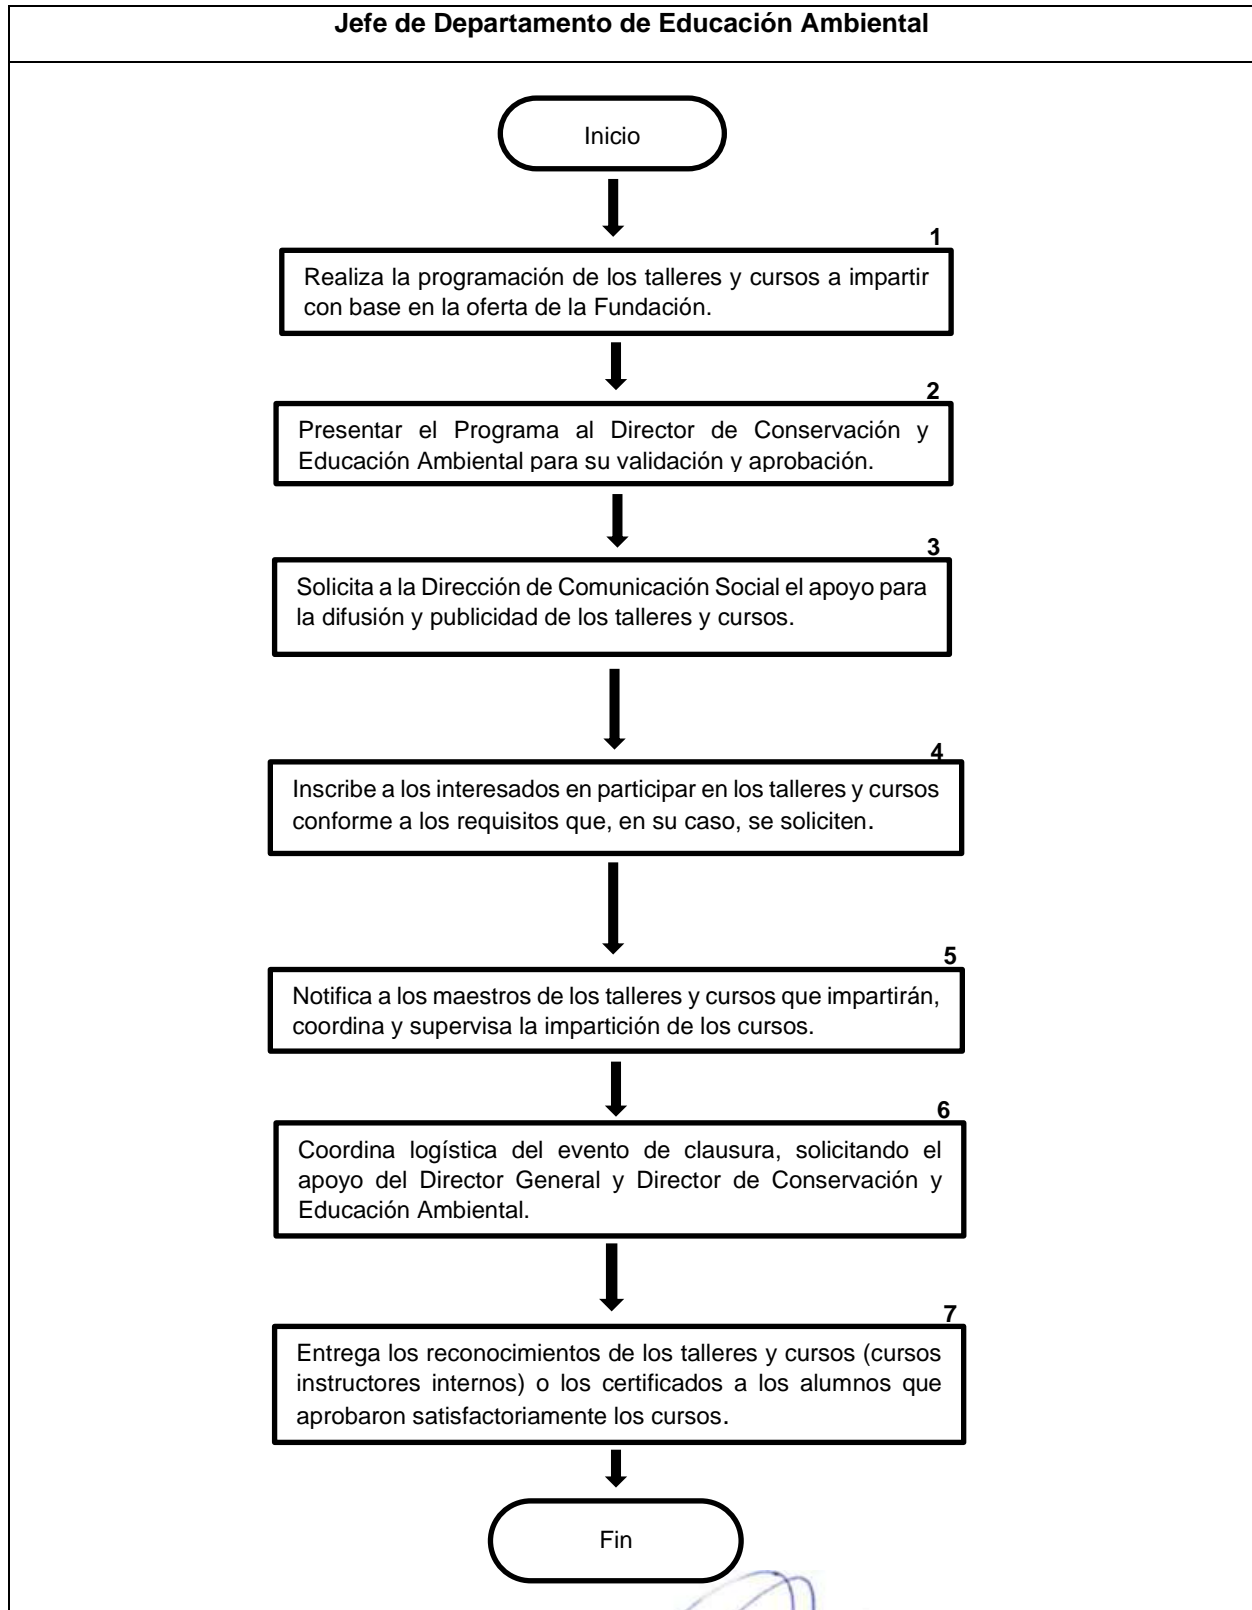 Jefe de Departamento de Educación Ambiental
Inicio
1
Realiza la programación de los talleres y cursos a impartir
con base en la oferta de la Fundación.
2
Presentar el Programa al Director de Conservación y
Educación Ambiental para su validación y aprobación.
3
Solicita a la Dirección de Comunicación Social el apoyo para
la difusión y publicidad de los talleres y cursos.
4
Inscribe a los interesados en participar en los talleres y cursos
conforme a los requisitos que, en su caso, se soliciten.
5
Notifica a los maestros de los talleres y cursos que impartirán,
coordina y supervisa la impartición de los cursos.
6
Coordina logística del evento de clausura, solicitando el
apoyo del Director General y Director de Conservación y
Educación Ambiental.
7
Entrega los reconocimientos de los talleres y cursos (cursos
instructores internos) o los certificados a los alumnos que
aprobaron satisfactoriamente los cursos.
Fin